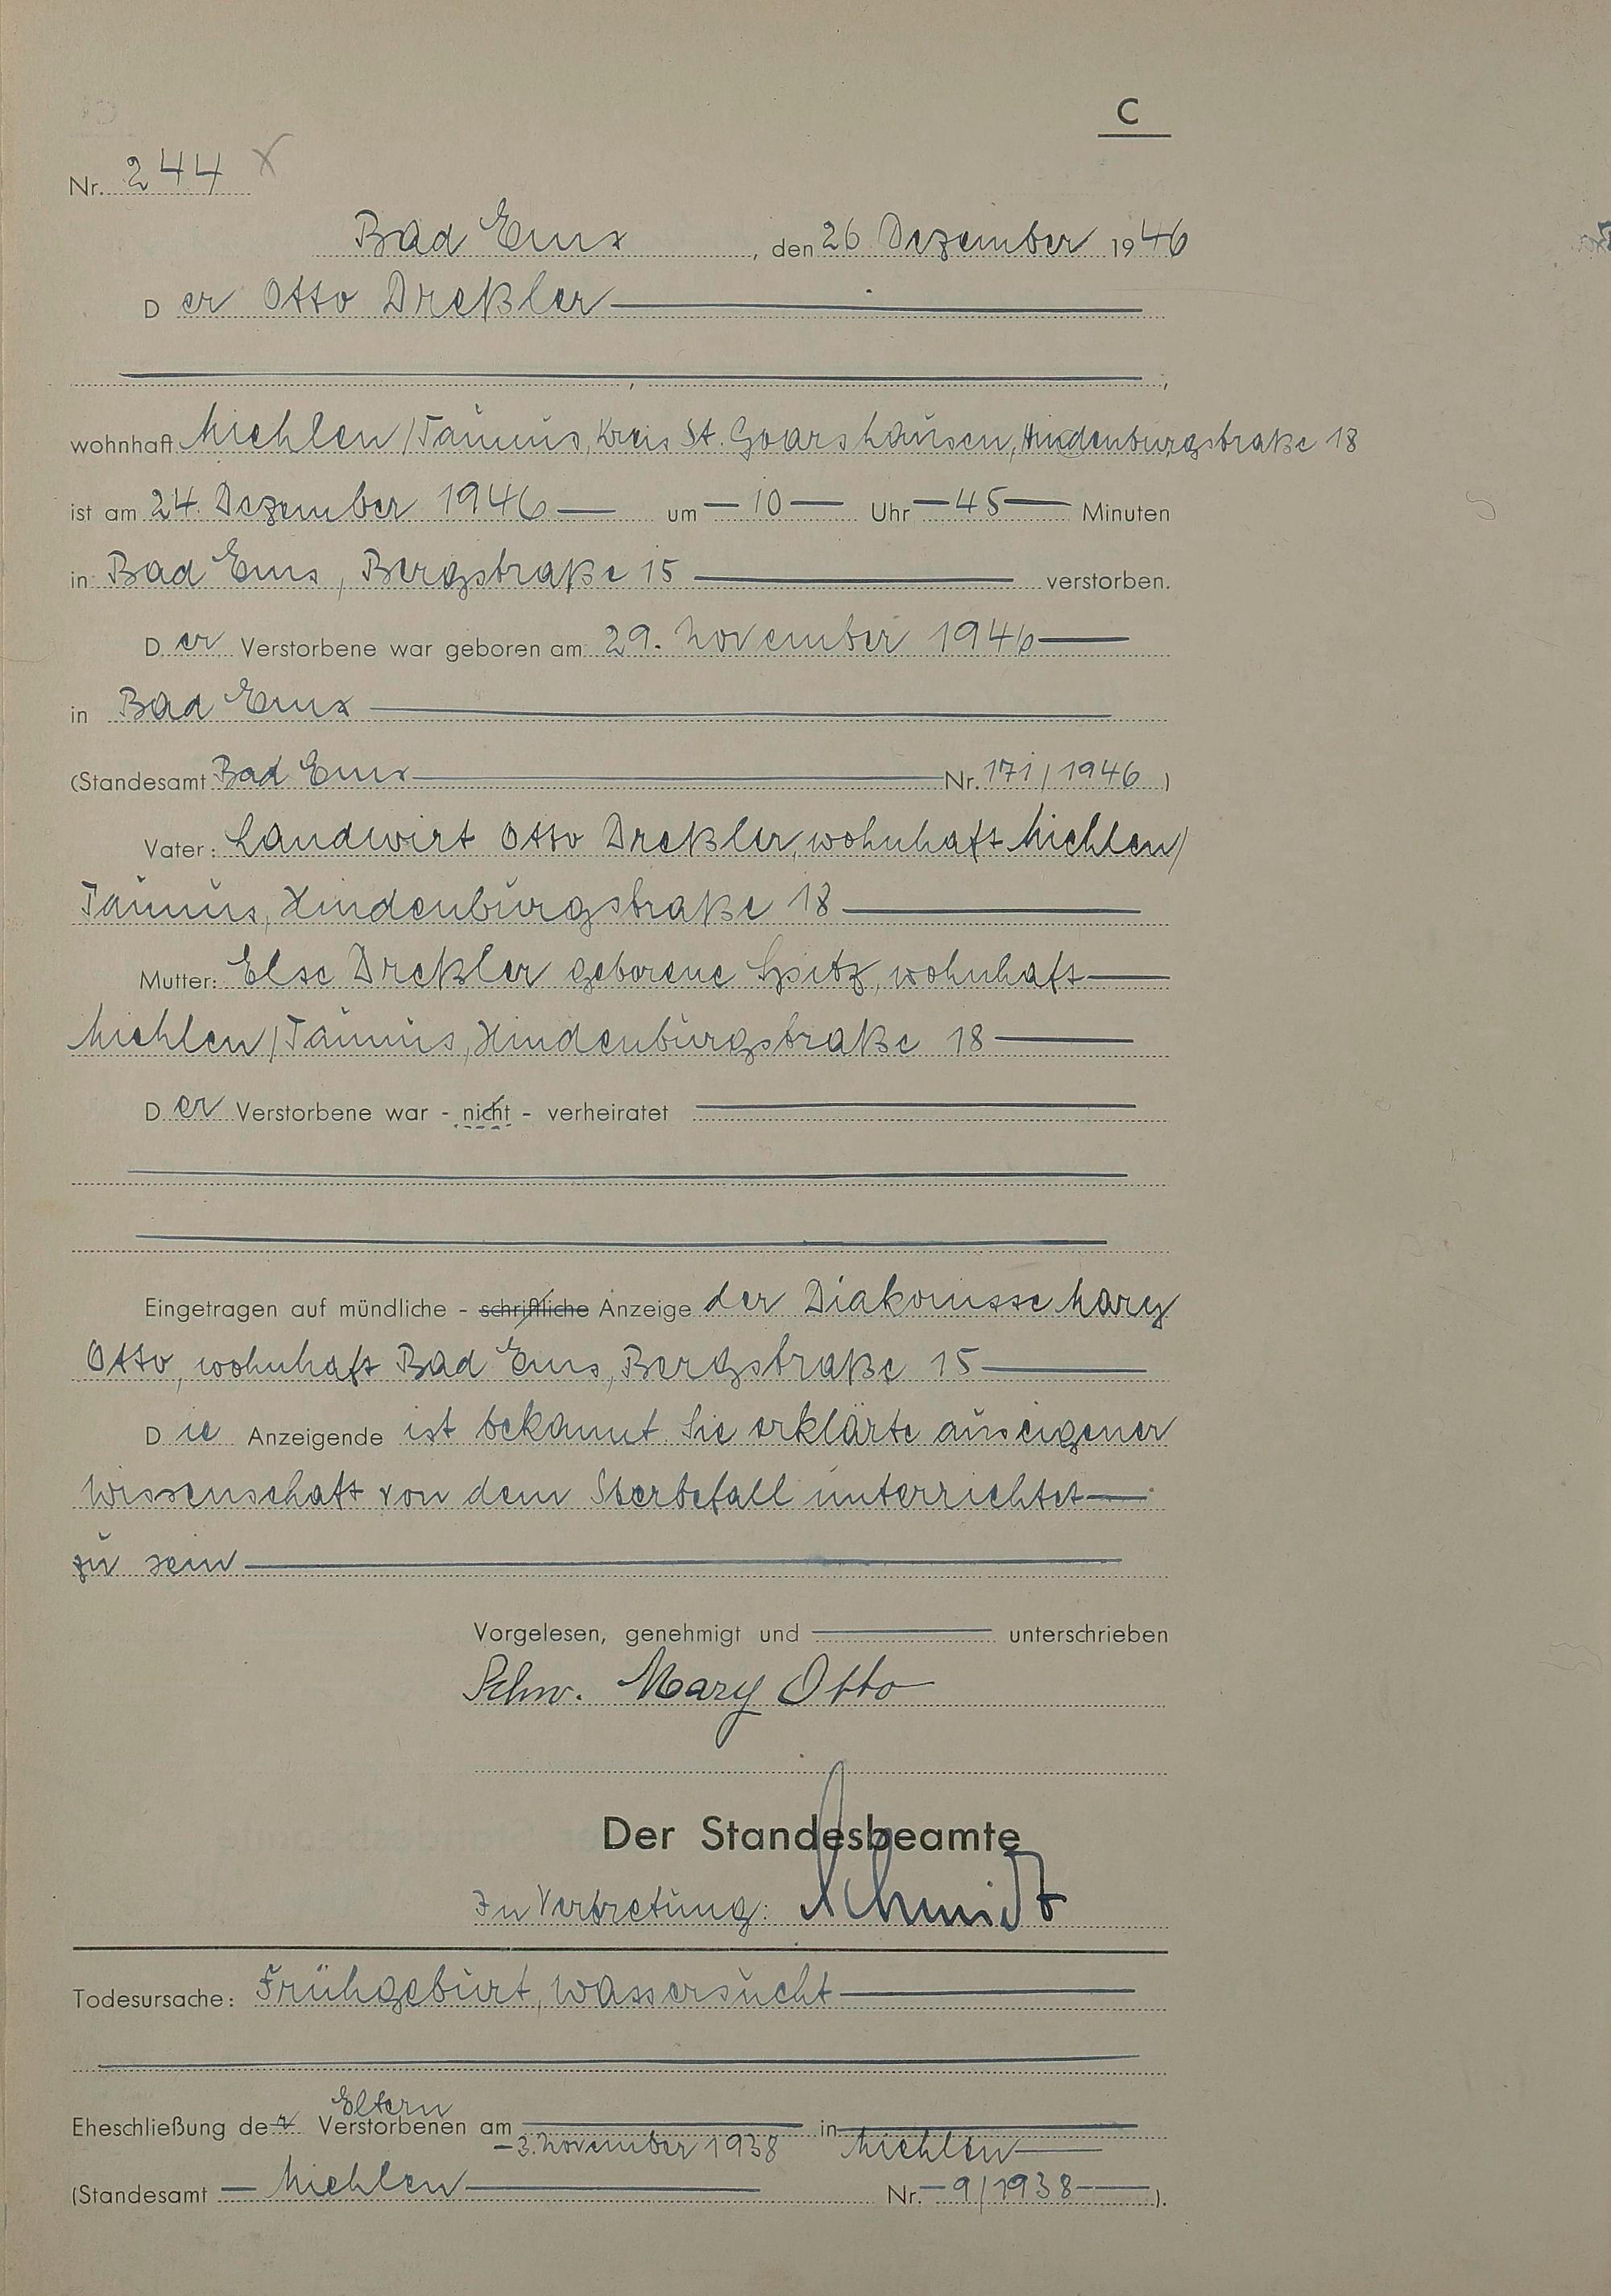 C
Nr. 244
Bad Ems, den 26 Dezember 1946
Der Otto Dreßler
wohnhaft Miehlen/Taunus, Kreis St. Goarshausen, Hindenburgstraße 18
ist am 24. Dezember 1946 um 10 Uhr 45 Minuten
in Bad Ems, Bergstraße 15 verstorben.
Der Verstorbene war geboren am 29. November 1946
in Bad Ems
(Standesamt Bad Ems Nr. 171/1946)
Vater: Landwirt Otto Dreßler, wohnhaft Miehlen/
Taunus, Hindenburgstraße 18
Mutter: Else Dreßler geborene Spitz, wohnhaft
Miehlen/Taunus, Hindenburgstraße 18
Der Verstorbene war - nicht - verheiratet
Eingetragen auf mündliche - schriftliche Anzeige der Diakonisse Mary
Otto, wohnhaft Bad Ems, Bergstraße 15
Die Anzeigende ist bekannt. Sie erklärte aus eigener
Wissenschaft von dem Sterbefall unterrichtet
zu sein
Vorgelesen, genehmigt und unterschrieben
Schw. Mary Otto
Der Standesbeamte
In Vertretung: Schmidt
Todesursache: Frühgeburt, Wassersucht
Eltern
Eheschließung der Verstorbenen am 3. November 1938 in Miehlen
(Standesamt Miehlen Nr. 9/1938).